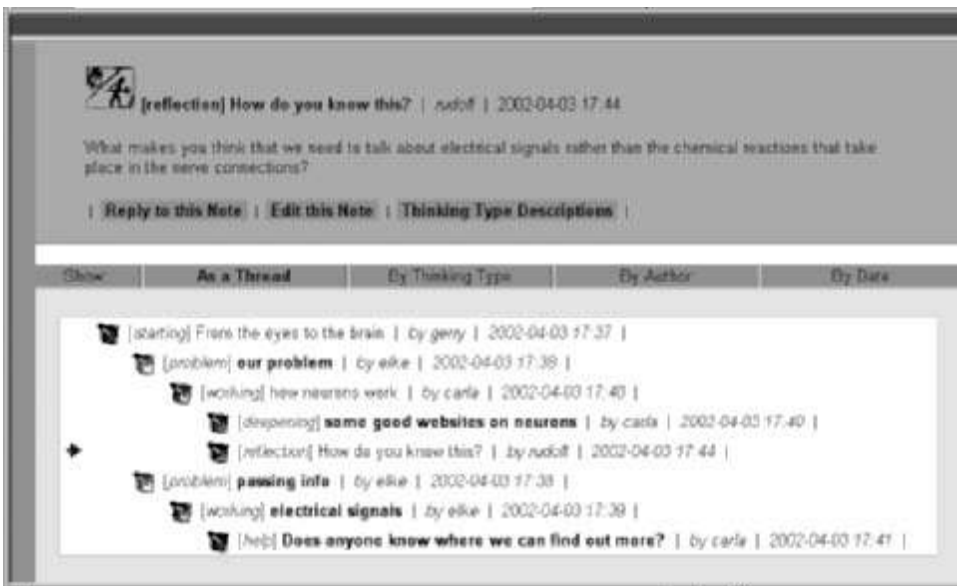 [reflection] How do you know this? | rudolf | 2002-04-03 17:44
What makes you think that we need to talk about electrical signals rather than the chemical reactions that take
place in the nerve connections?
| Reply to this Note | Edit this Note | Thinking Type Descriptions |
Show: As a Thread By Thinking Type By Author By Date
[starting] From the eyes to the brain | by gerry | 2002-04-03 17:37 |
[problem] our problem | by elke | 2002-04-03 17:38 |
[working] how neurons work | by carla | 2002-04-03 17:40 |
[deepening] some good websites on neurons | by carla | 2002-04-03 17:40 |
[reflection] How do you know this? | by rudolf | 2002-04-03 17:44 |
[problem] passing info | by elke | 2002-04-03 17:38 |
[working] electrical signals | by elke | 2002-04-03 17:39 |
[help] Does anyone know where we can find out more? | by carla | 2002-04-03 17:41 |